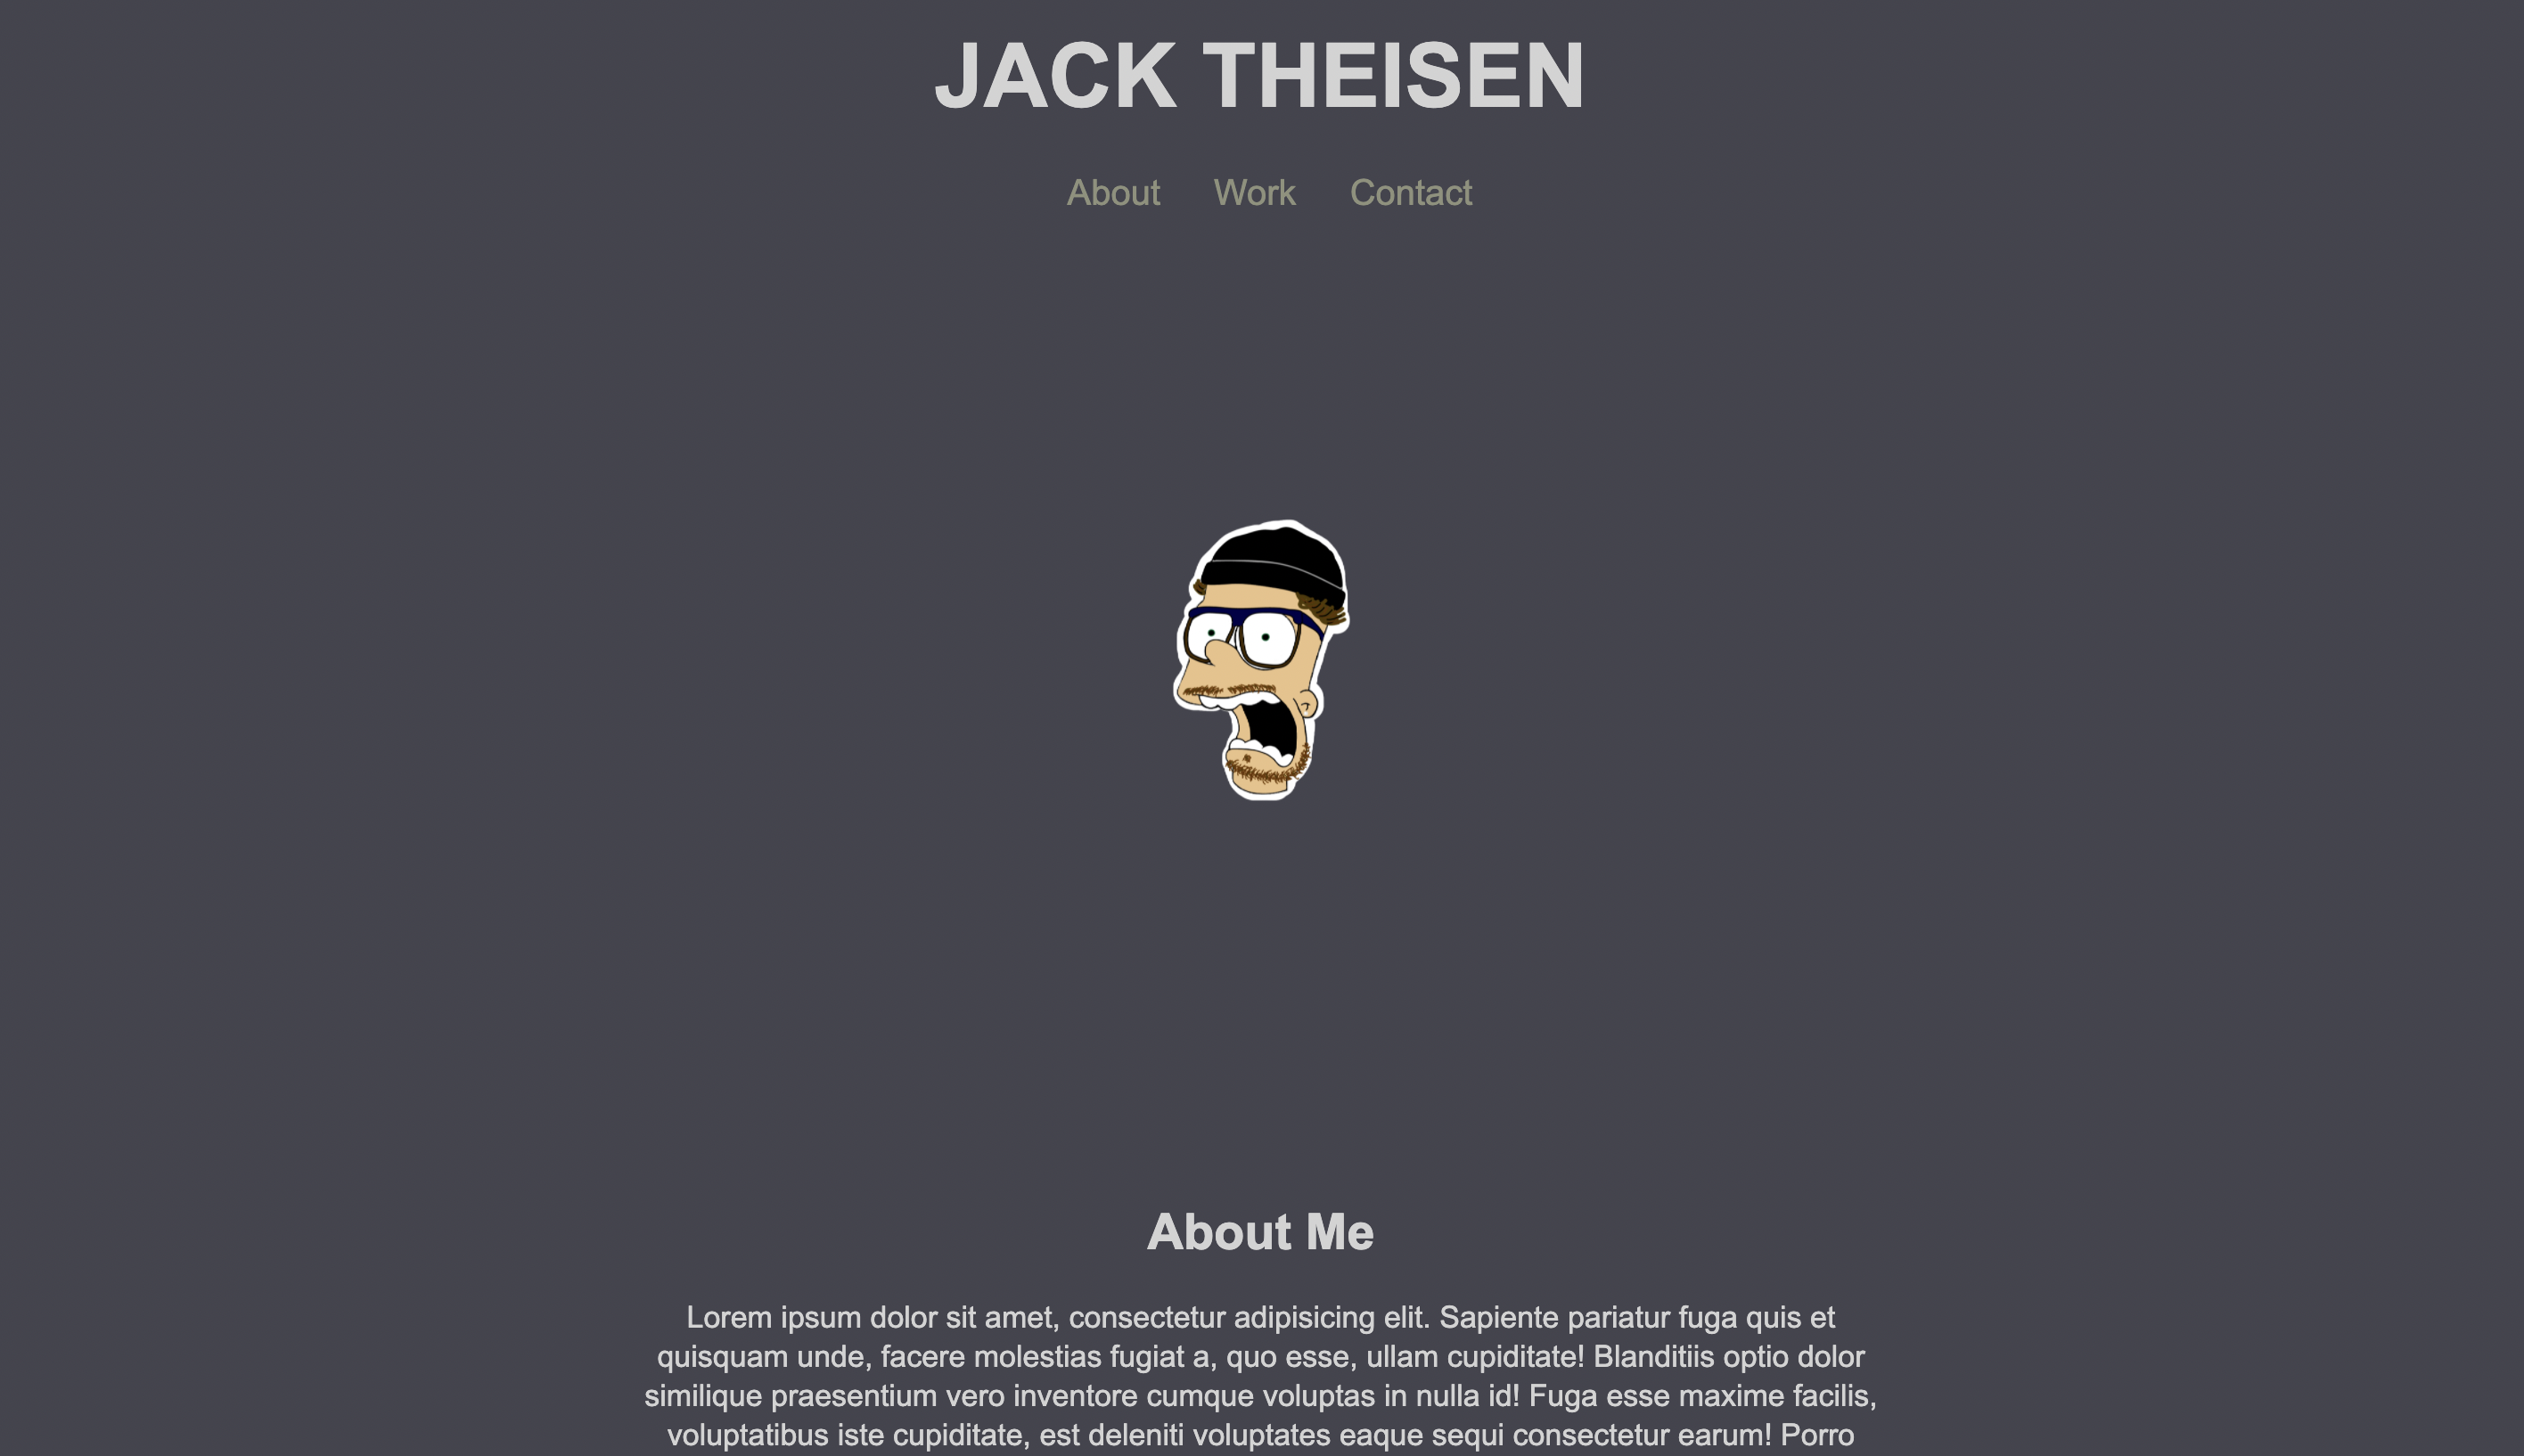 JACK THEISEN
About Work Contact
About Me
Lorem ipsum dolor sit amet, consectetur adipisicing elit. Sapiente pariatur fuga quis et
quisquam unde, facere molestias fugiat a, quo esse, ullam cupiditate! Blanditiis optio dolor
similique praesentium vero inventore cumque voluptas in nulla id! Fuga esse maxime facilis,
voluptatibus iste cupiditate, est deleniti voluptates eaque sequi consectetur earum! Porro